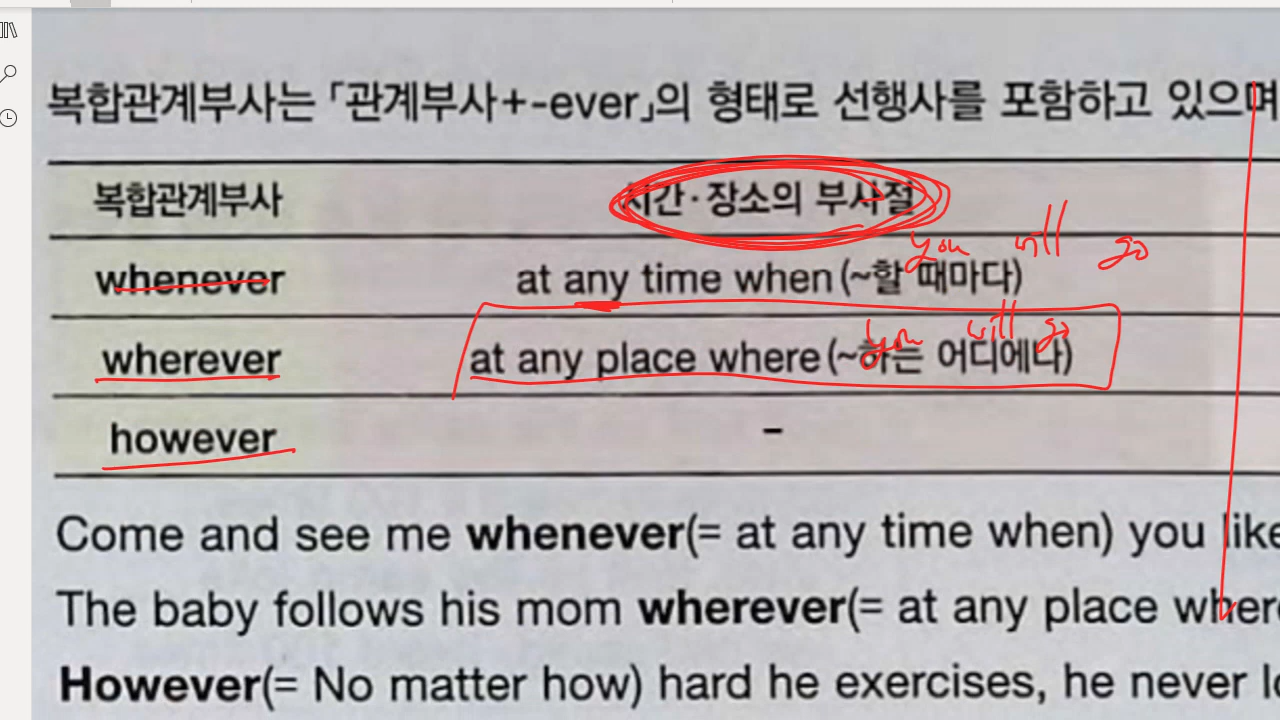 복합관계부사는 「관계부사+-ever」의 형태로 선행사를 포함하고 있으며
복합관계부사 시간·장소의 부사절
you will go
whenever at any time when (~할 때마다)
you will go
wherever at any place where (~하는 어디에나)
however –
Come and see me whenever(= at any time when) you like
The baby follows his mom wherever(= at any place where
However(= No matter how) hard he exercises, he never lo